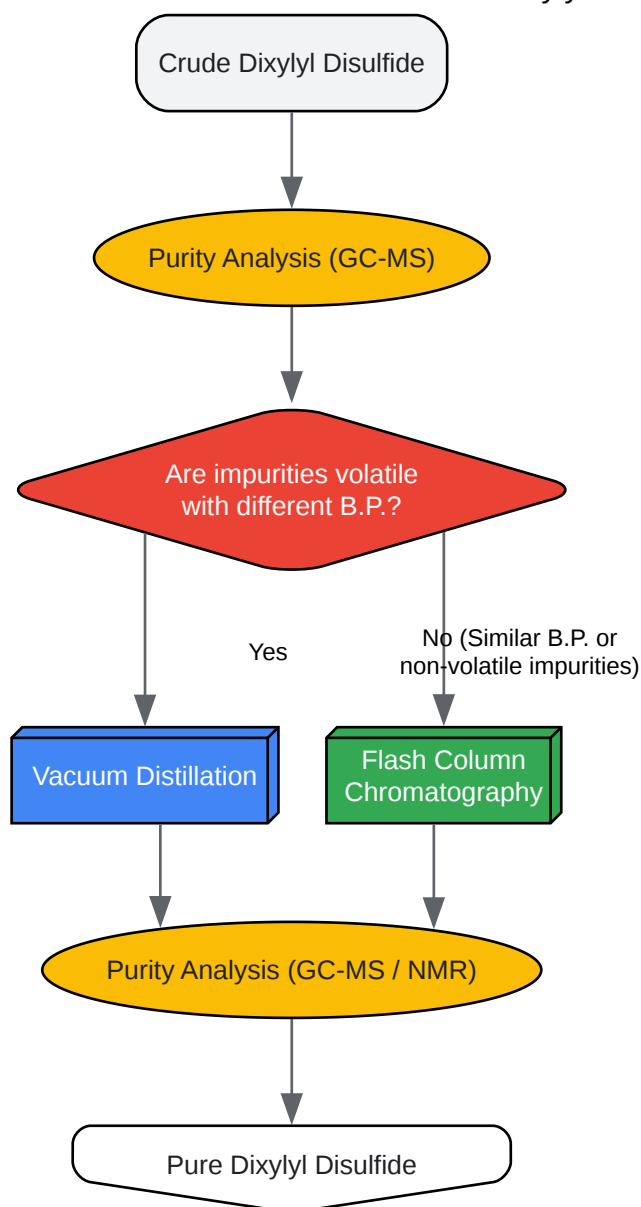 Crude Dixylyl Disulfide
Purity Analysis (GC-MS)
Are impurities volatile
with different B.P.?
Yes
No (Similar B.P. or
non-volatile impurities)
Vacuum Distillation
Flash Column
Chromatography
Purity Analysis (GC-MS / NMR)
Pure Dixylyl Disulfide